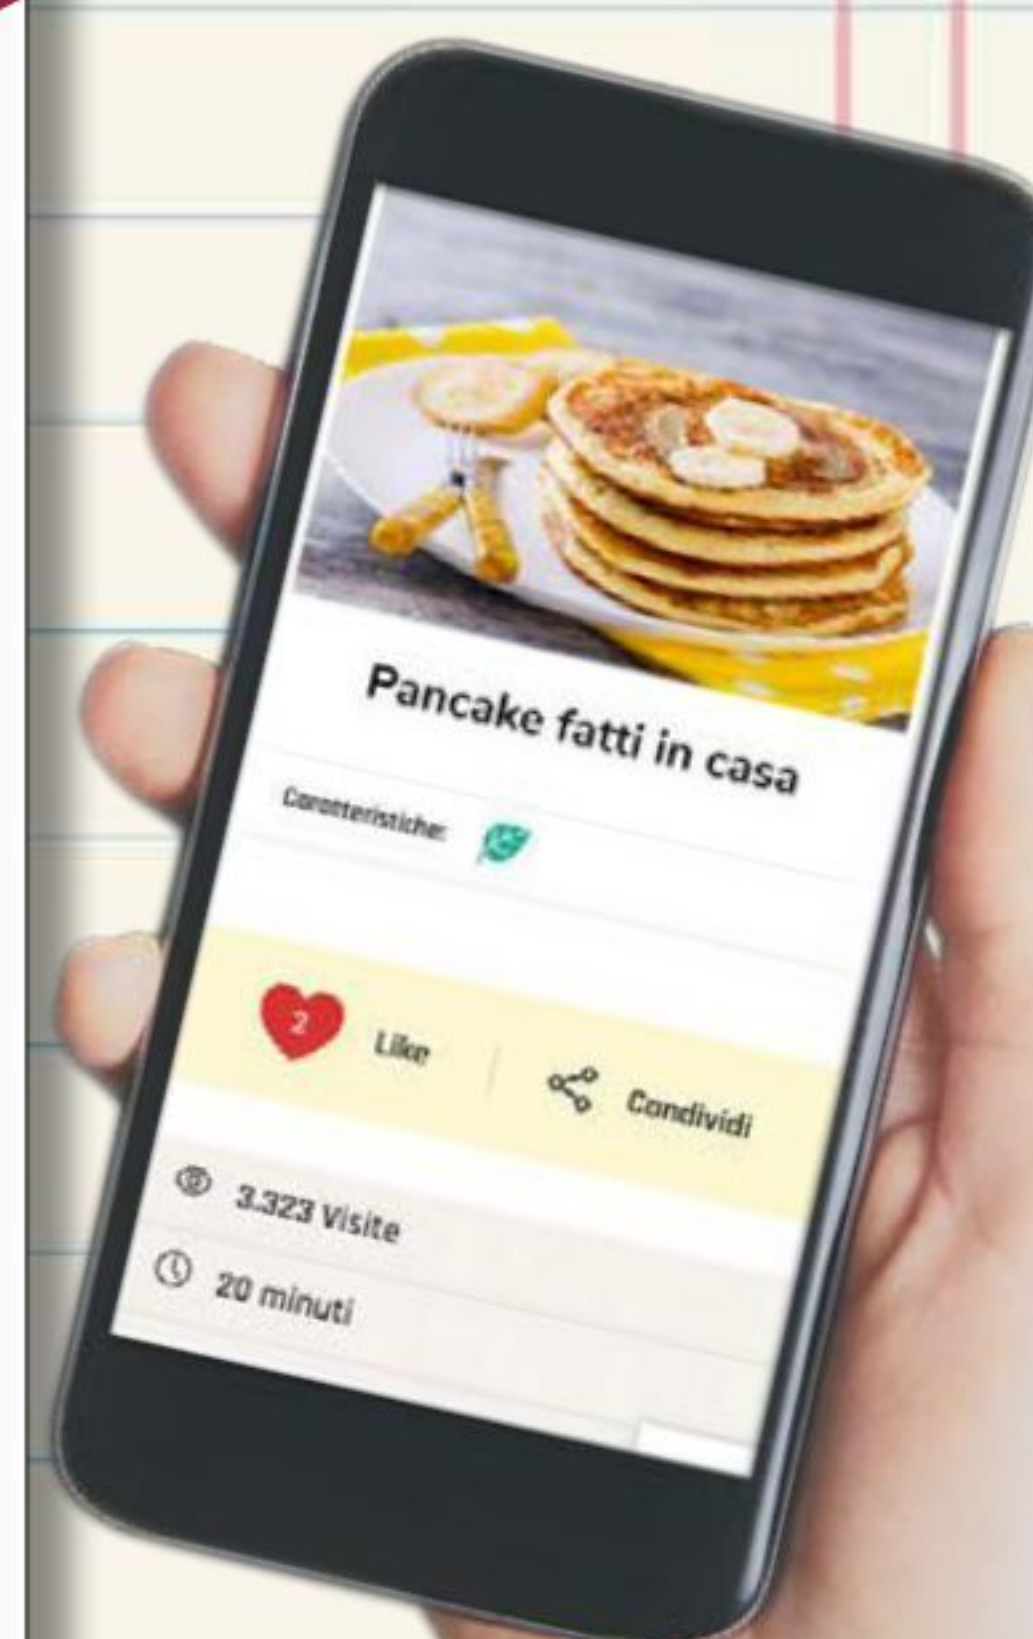 Pancake fatti in casa
Caratteristiche:
2 Like Condividi
3.323 Visite
20 minuti